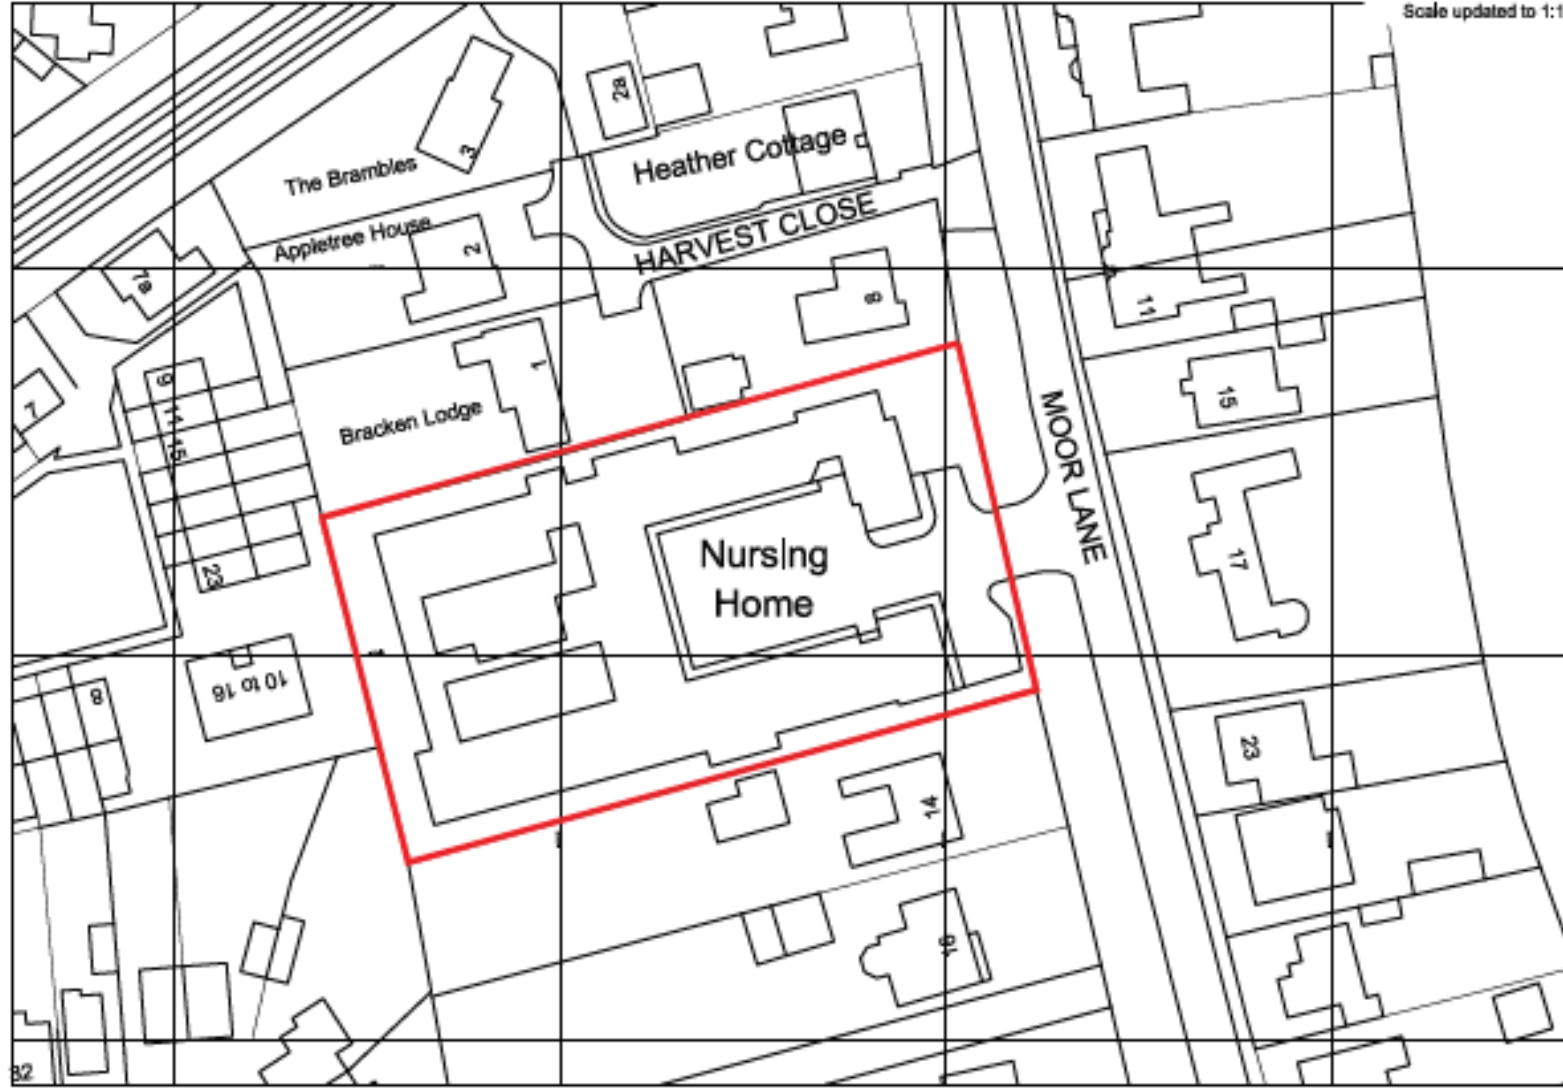 Scale updated to 1:1
2a
3
Heather Cottage
The Brambles
HARVEST CLOSE
Appletree House
2
7a
8
11
1
9
11
15
15
7
Bracken Lodge
MOOR LANE
Nursing
Home
17
23
10 to 16
8
23
14
16
32